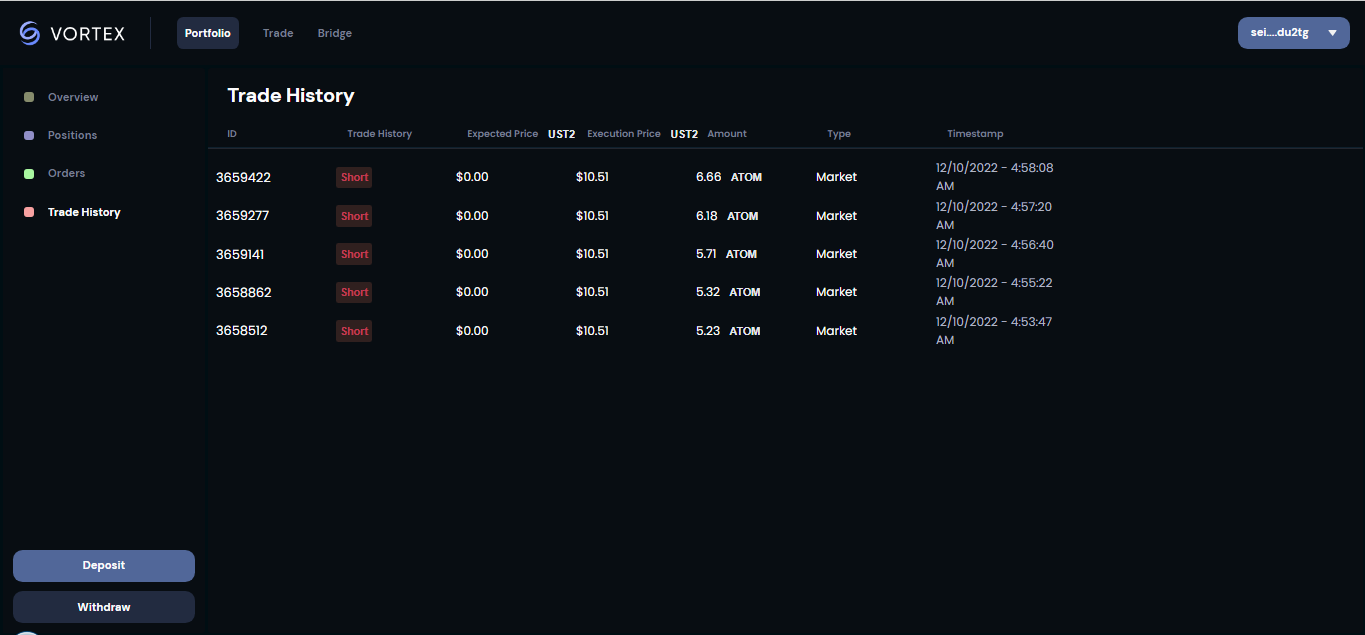 VORTEX
Portfolio Trade Bridge
sei....du2tg
Overview
Positions
Orders
Trade History
Deposit
Withdraw
Trade History
ID Trade History Expected Price UST2 Execution Price UST2 Amount Type Timestamp
3659422 Short $0.00 $10.51 6.66 ATOM Market 12/10/2022 - 4:58:08
AM
3659277 Short $0.00 $10.51 6.18 ATOM Market 12/10/2022 - 4:57:20
AM
3659141 Short $0.00 $10.51 5.71 ATOM Market 12/10/2022 - 4:56:40
AM
3658862 Short $0.00 $10.51 5.32 ATOM Market 12/10/2022 - 4:55:22
AM
3658512 Short $0.00 $10.51 5.23 ATOM Market 12/10/2022 - 4:53:47
AM